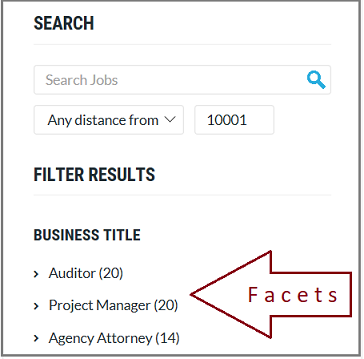 SEARCH
Search Jobs
Any distance from 10001
FILTER RESULTS
BUSINESS TITLE
Auditor (20)
Project Manager (20)
Facets
Agency Attorney (14)